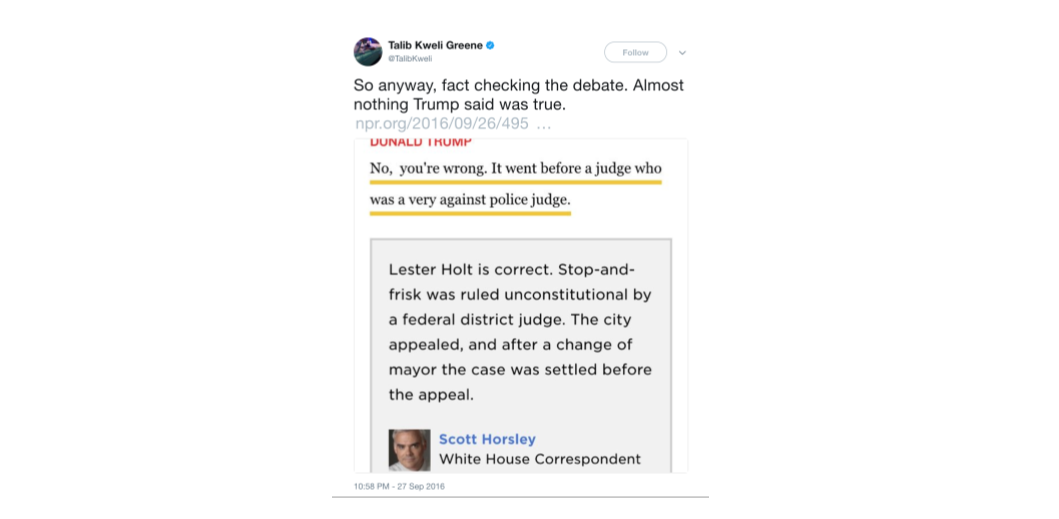 Talib Kweli Greene
@TalibKweli
Follow
So anyway, fact checking the debate. Almost
nothing Trump said was true.
npr.org/2016/09/26/495 …
DONALD TRUMP
No, you're wrong. It went before a judge who
was a very against police judge.
Lester Holt is correct. Stop-and-
frisk was ruled unconstitutional by
a federal district judge. The city
appealed, and after a change of
mayor the case was settled before
the appeal.
Scott Horsley
White House Correspondent
10:58 PM - 27 Sep 2016